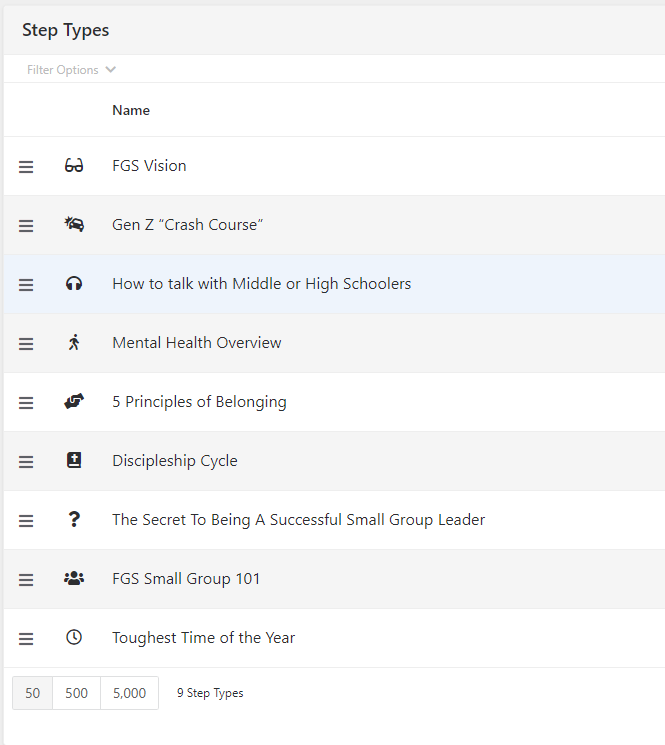 Step Types
Filter Options
Name
FGS Vision
Gen Z “Crash Course”
How to talk with Middle or High Schoolers
Mental Health Overview
5 Principles of Belonging
Discipleship Cycle
The Secret To Being A Successful Small Group Leader
FGS Small Group 101
Toughest Time of the Year
50 500 5,000 9 Step Types